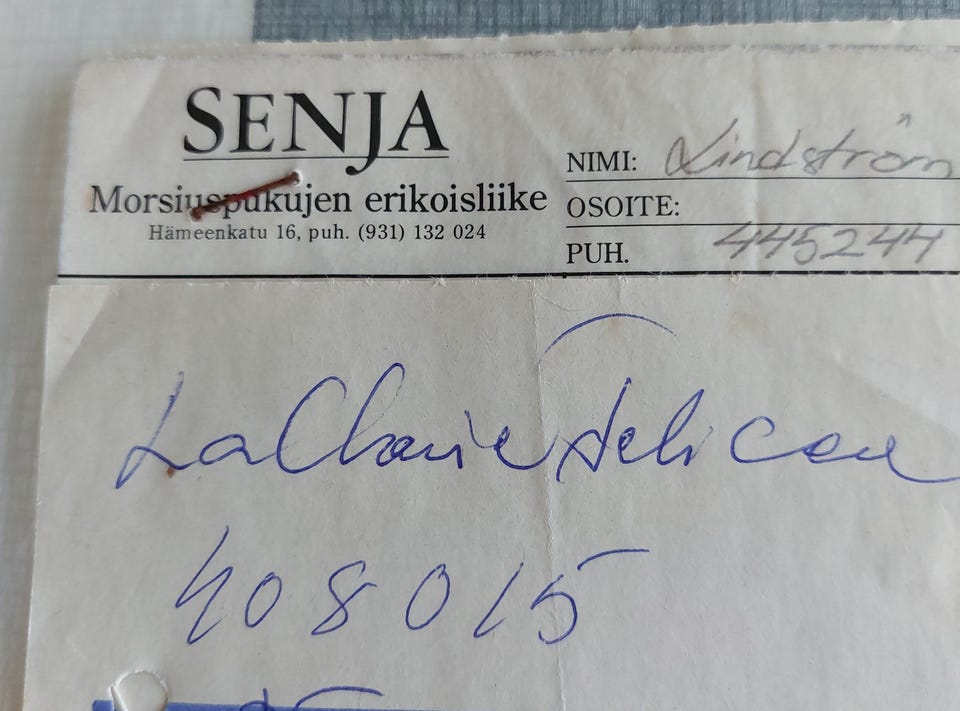 SENJA
Morsiuspukujen erikoisliike
Hämeenkatu 16, puh. (931) 132 024
NIMI: Lindström
OSOITE:
PUH. 445244
408015